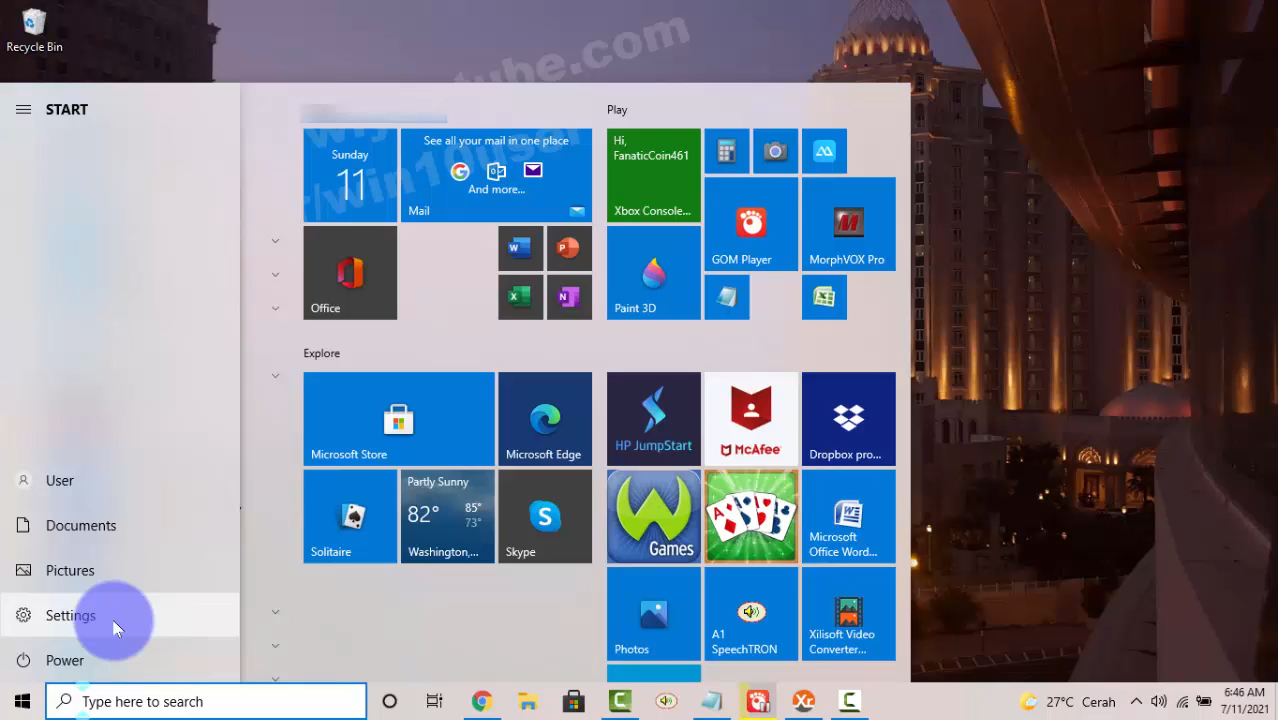 Recycle Bin
START
User
Documents
Pictures
Settings
Power
Sunday
11
See all your mail in one place
And more...
Mail
Office
Explore
Microsoft Store
Microsoft Edge
Solitaire
Partly Sunny
82°
85°
73°
Washington,...
Skype
Play
Hi,
FanaticCoin461
Xbox Console...
GOM Player
MorphVOX Pro
Paint 3D
HP JumpStart
McAfee
Dropbox pro...
Games
Microsoft
Office Word...
Photos
A1
SpeechTRON
Xilisoft Video
Converter...
Type here to search
27°C Cerah
6:46 AM
7/11/2021